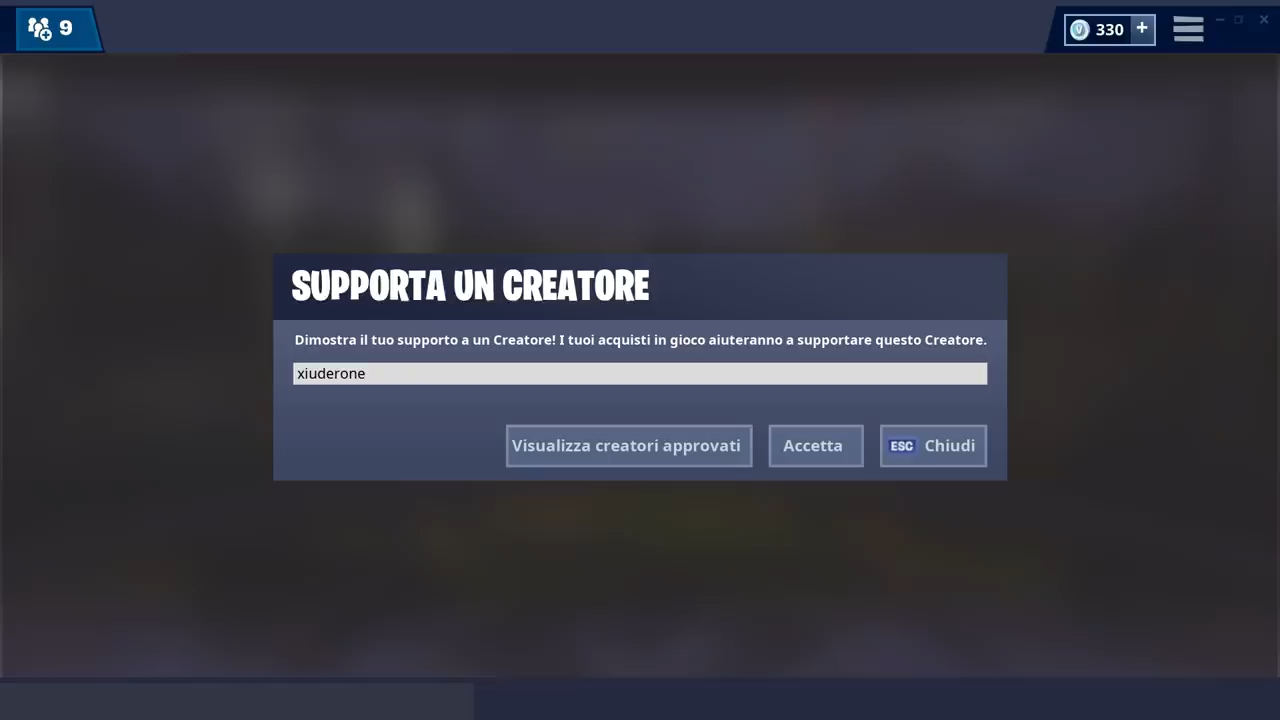 9
330 +
SUPPORTA UN CREATORE
Dimostra il tuo supporto a un Creatore! I tuoi acquisti in gioco aiuteranno a supportare questo Creatore.
xiuderone
Visualizza creatori approvati Accetta ESC Chiudi